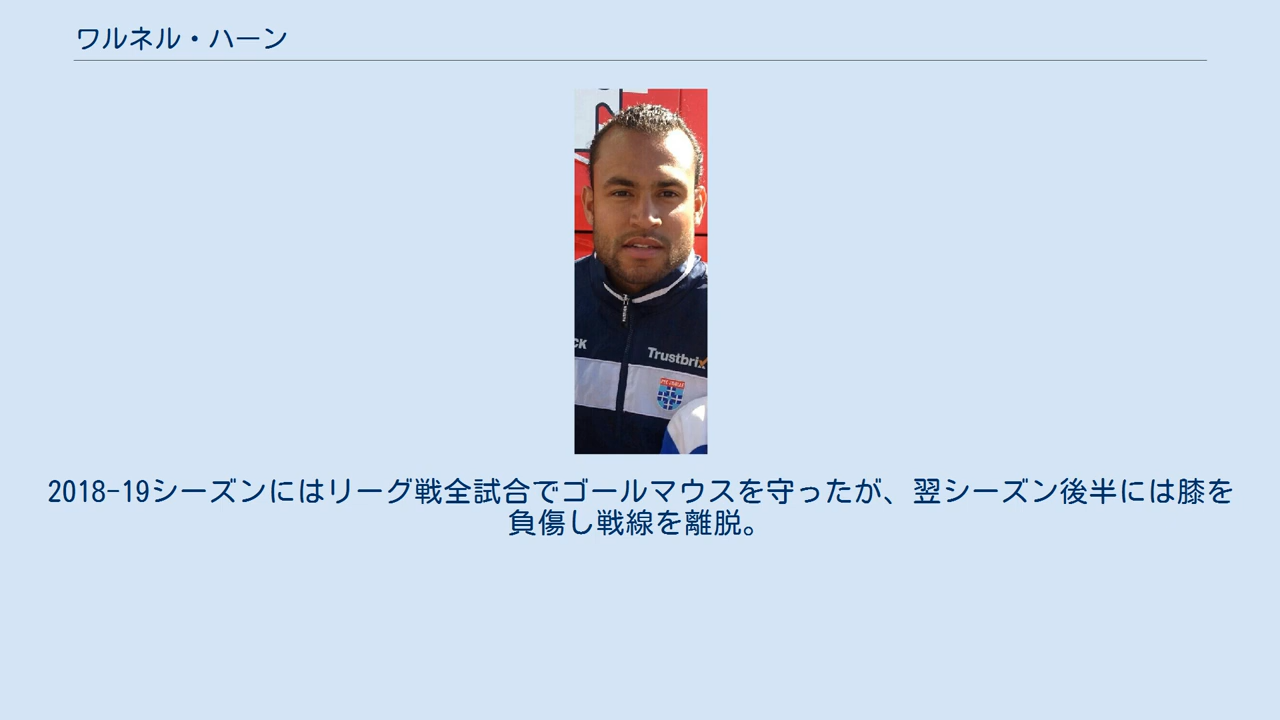 ワルネル・ハーン
CK
Trustbrix
2018-19シーズンにはリーグ戦全試合でゴールマウスを守ったが、翌シーズン後半には膝を
負傷し戦線を離脱。